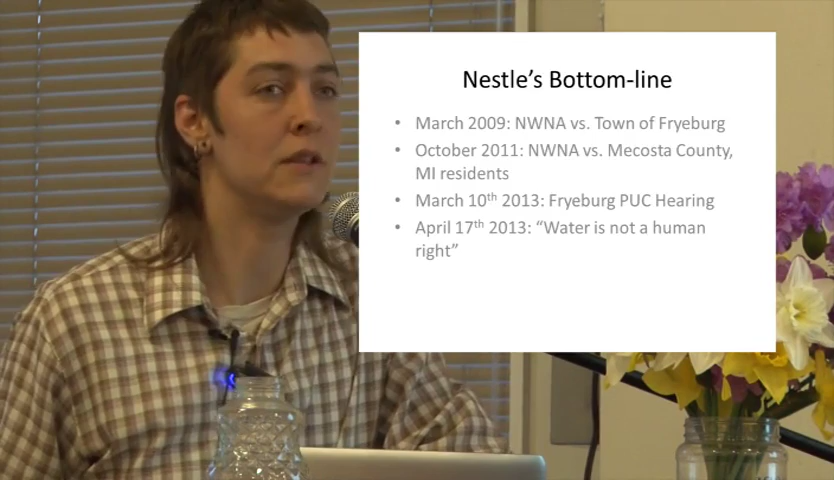 Nestle's Bottom-line
• March 2009: NWNA vs. Town of Fryeburg
• October 2011: NWNA vs. Mecosta County,
MI residents
• March 10th 2013: Fryeburg PUC Hearing
• April 17th 2013: “Water is not a human
right”